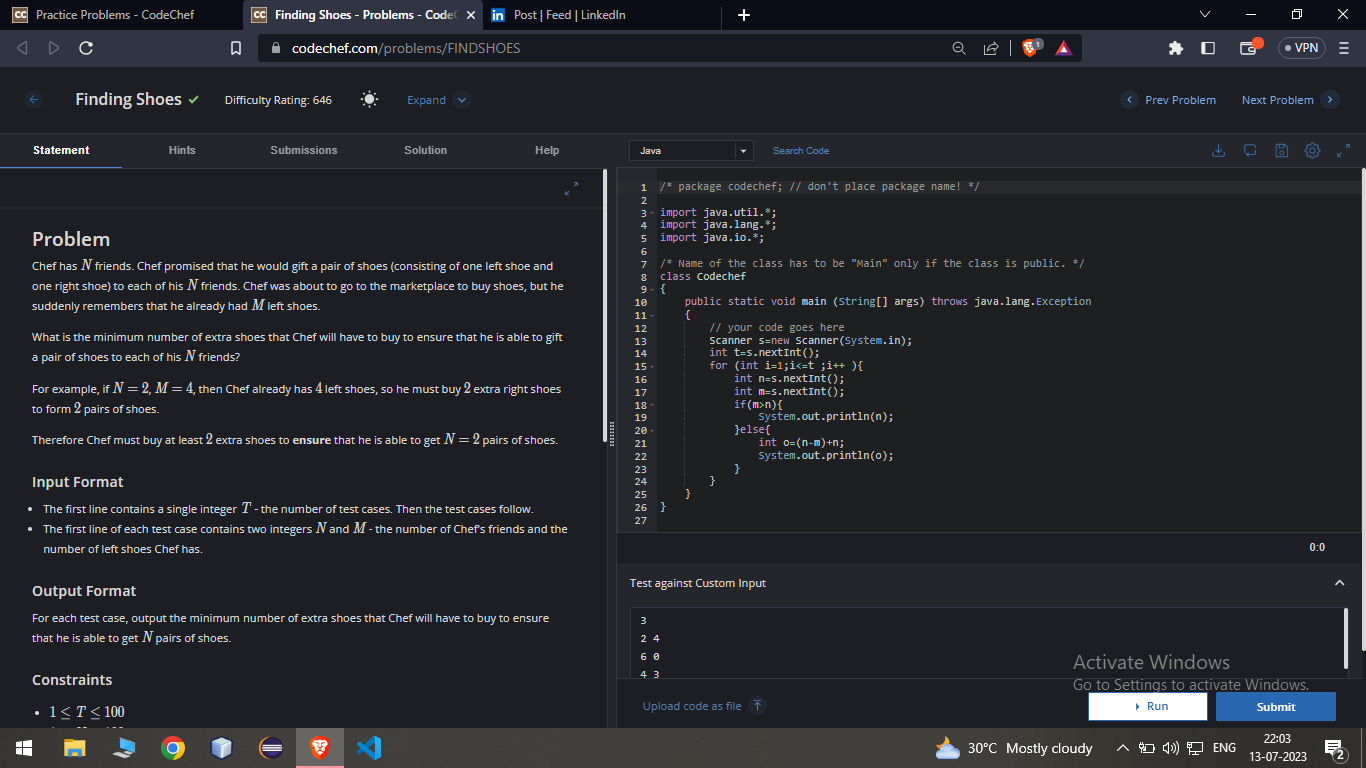 Practice Problems - CodeChef
Finding Shoes - Problems - Code
Post | Feed | LinkedIn
codechef.com/problems/FINDSHOES
1
VPN
Finding Shoes
Difficulty Rating: 646
Expand
Prev Problem
Next Problem
Statement
Hints
Submissions
Solution
Help
Java
Search Code
Problem
Chef has N friends. Chef promised that he would gift a pair of shoes (consisting of one left shoe and
one right shoe) to each of his N friends. Chef was about to go to the marketplace to buy shoes, but he
suddenly remembers that he already had M left shoes.
What is the minimum number of extra shoes that Chef will have to buy to ensure that he is able to gift
a pair of shoes to each of his N friends?
For example, if N = 2, M = 4, then Chef already has 4 left shoes, so he must buy 2 extra right shoes
to form 2 pairs of shoes.
Therefore Chef must buy at least 2 extra shoes to ensure that he is able to get N = 2 pairs of shoes.
Input Format
• The first line contains a single integer T - the number of test cases. Then the test cases follow.
• The first line of each test case contains two integers N and M - the number of Chef's friends and the
number of left shoes Chef has.
Output Format
For each test case, output the minimum number of extra shoes that Chef will have to buy to ensure
that he is able to get N pairs of shoes.
Constraints
• 1 ≤ T ≤ 100
1 /* package codechef; // don't place package name! */
2
3 import java.util.*;
4 import java.lang.*;
5 import java.io.*;
6
7 /* Name of the class has to be "Main" only if the class is public. */
8 class Codechef
9 {
10 public static void main (String[] args) throws java.lang.Exception
11 {
12 // your code goes here
13 Scanner s=new Scanner(System.in);
14 int t=s.nextInt();
15 for (int i=1;i<=t ;i++ ){
16 int n=s.nextInt();
17 int m=s.nextInt();
18 if(m>n){
19 System.out.println(n);
20 }else{
21 int o=(n-m)+n;
22 System.out.println(o);
23 }
24 }
25 }
26 }
27
0:0
Test against Custom Input
3
2 4
6 0
4 3
Activate Windows
Go to Settings to activate Windows.
Upload code as file
Run
Submit
30°C Mostly cloudy
ENG
22:03
13-07-2023
2